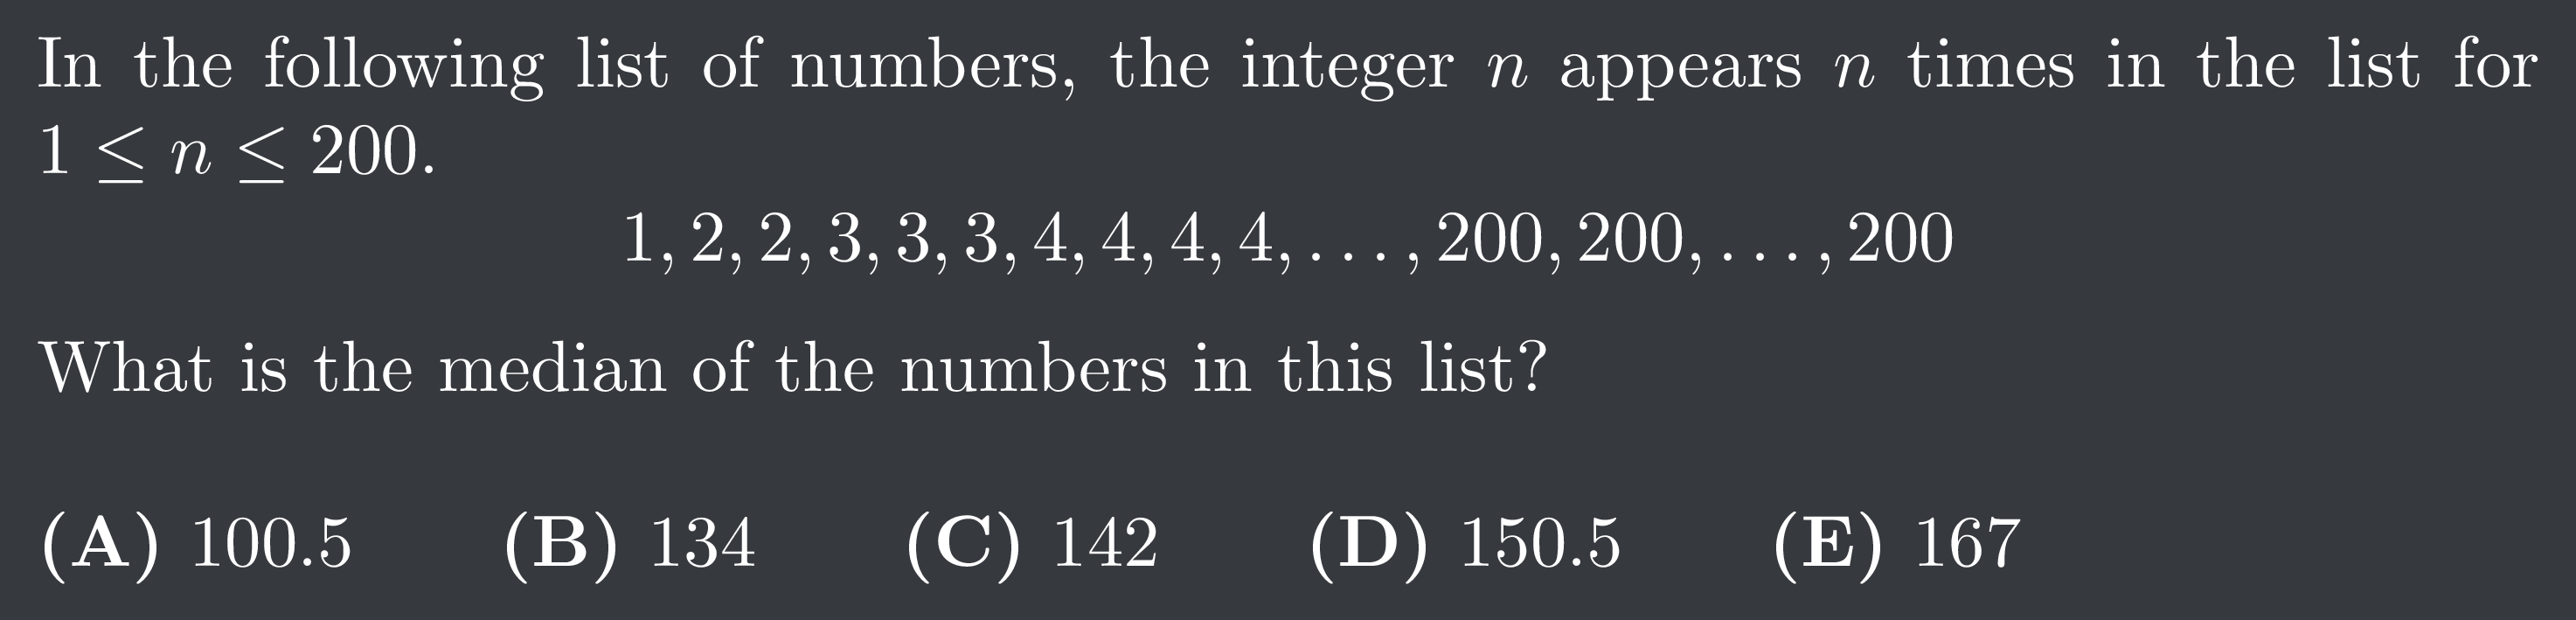 In the following list of numbers, the integer n appears n times in the list for
1 ≤ n ≤ 200.
1, 2, 2, 3, 3, 3, 4, 4, 4, 4, . . . , 200, 200, . . . , 200
What is the median of the numbers in this list?
(A) 100.5 (B) 134 (C) 142 (D) 150.5 (E) 167